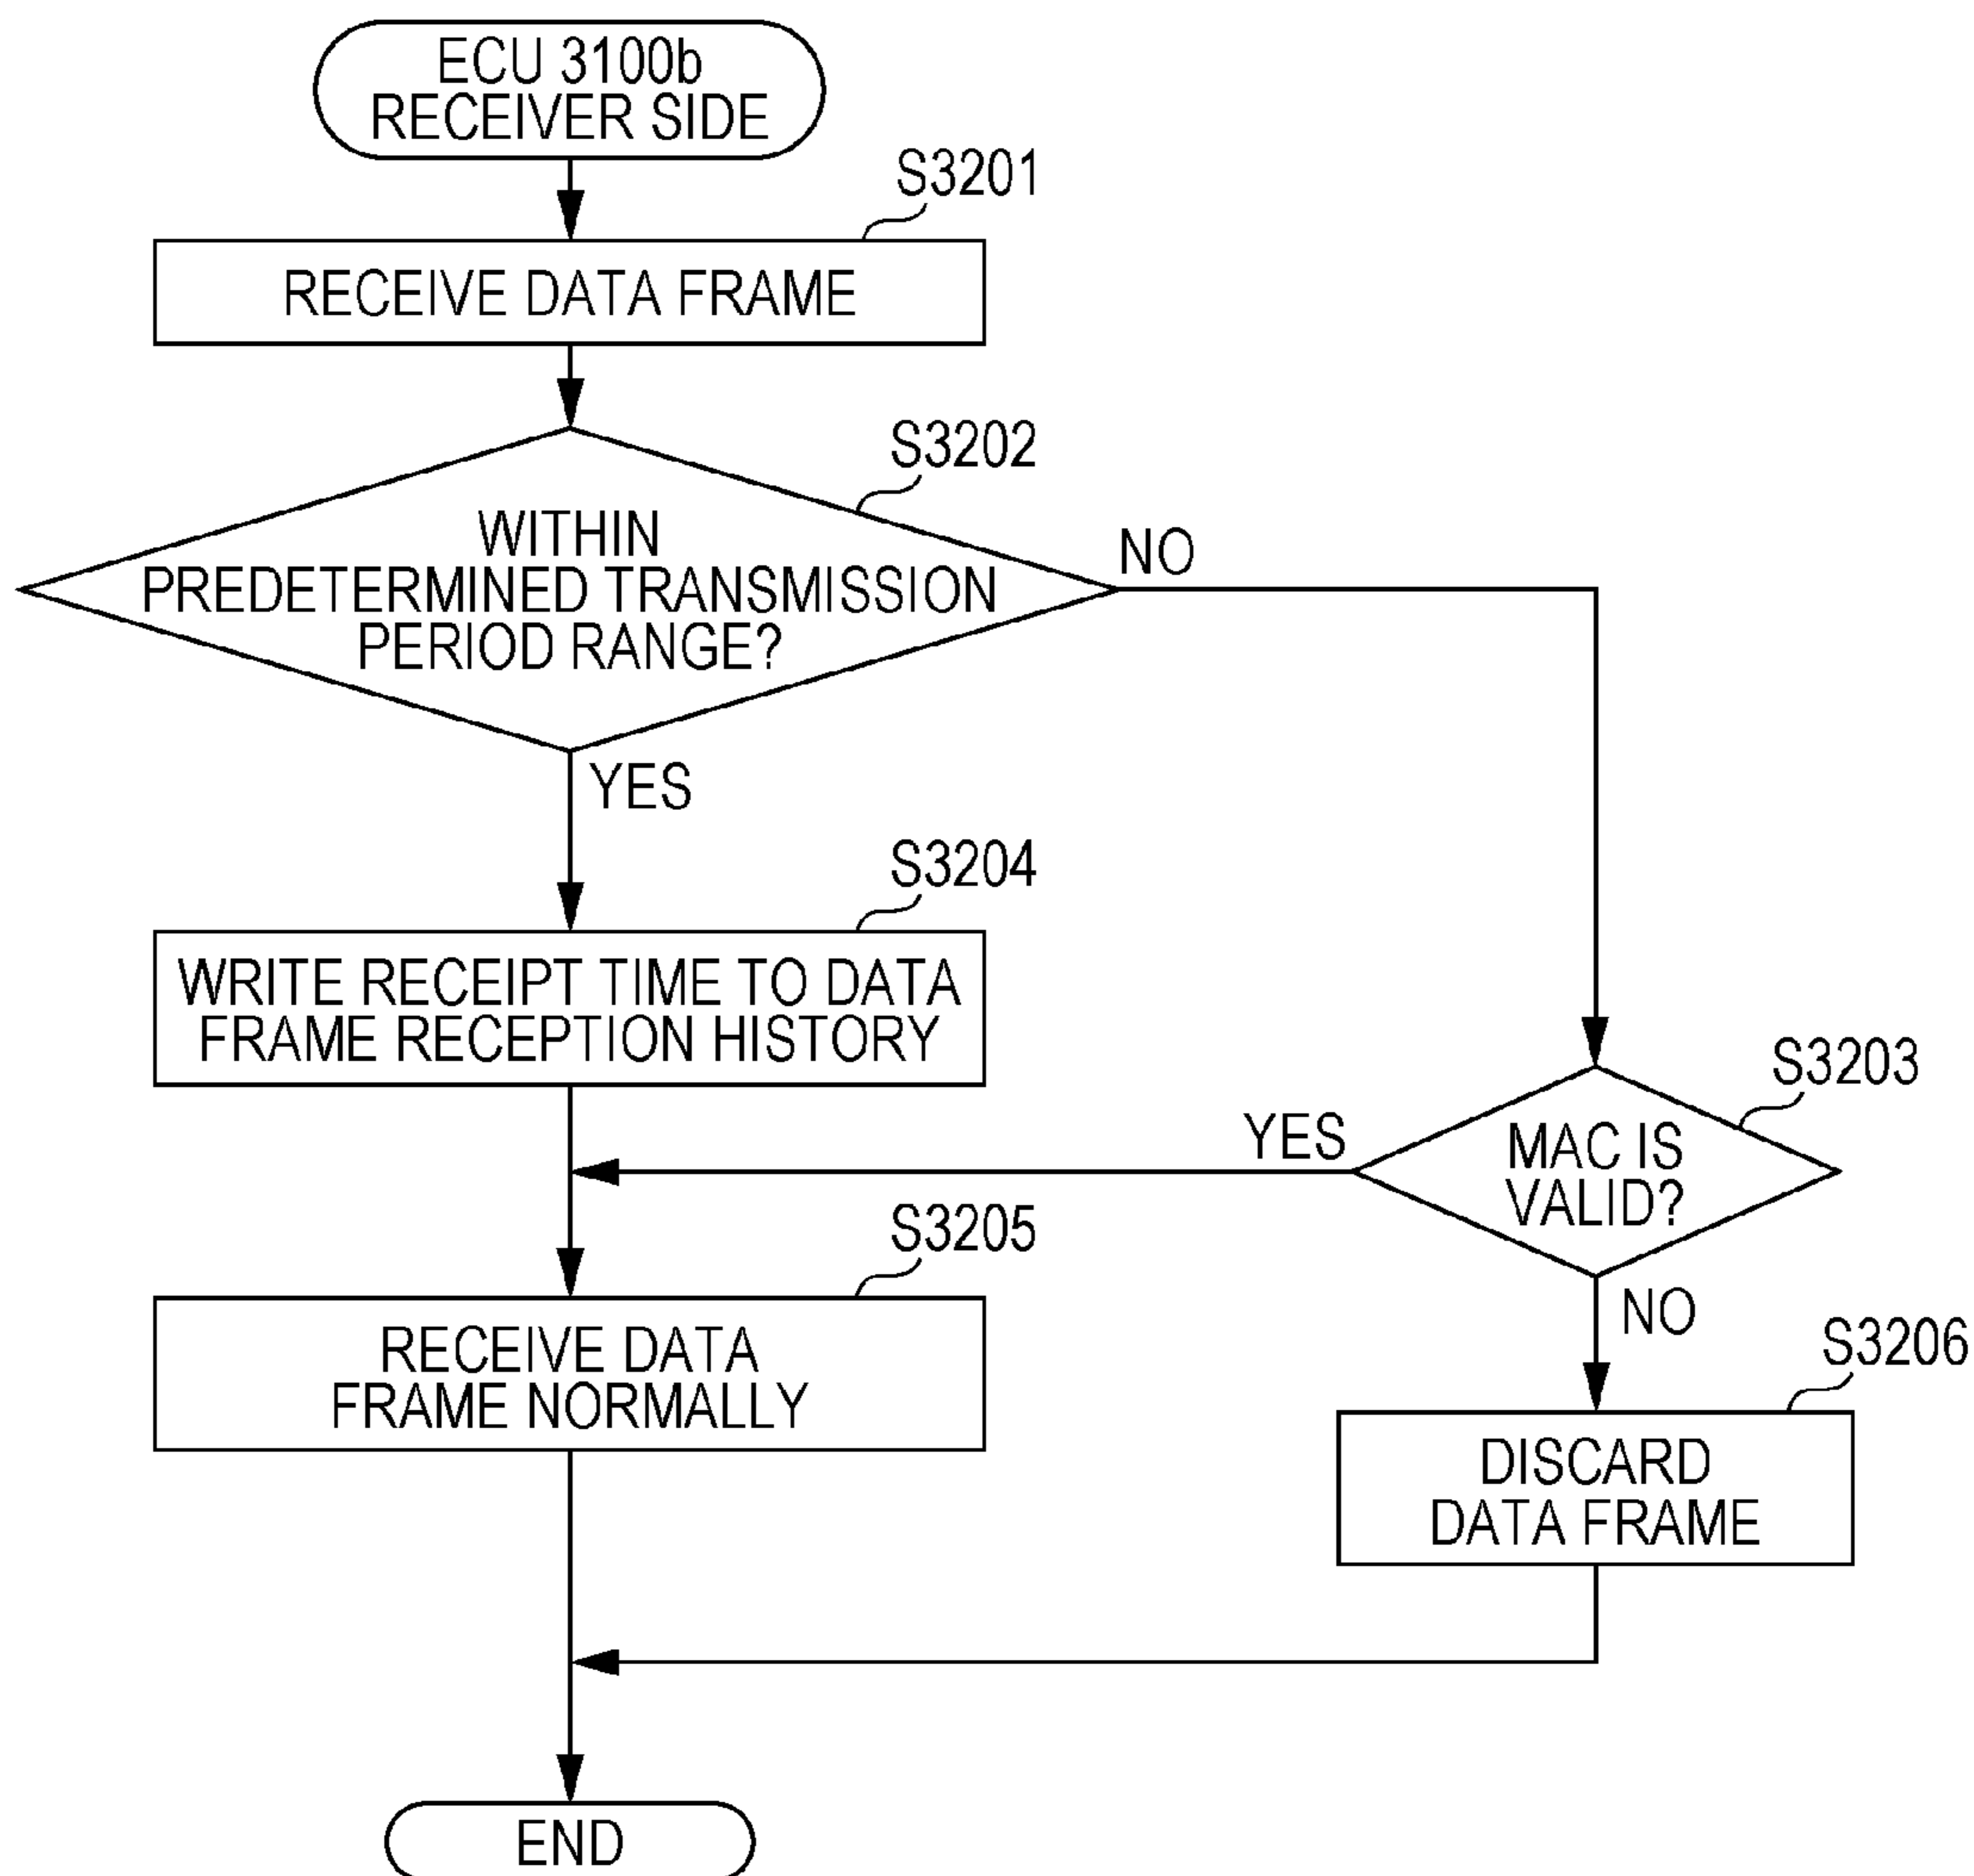 ECU 3100b
RECEIVER SIDE
S3201
RECEIVE DATA FRAME
S3202
WITHIN
PREDETERMINED TRANSMISSION
PERIOD RANGE?
NO
YES
S3204
WRITE RECEIPT TIME TO DATA
FRAME RECEPTION HISTORY
S3203
MAC IS
VALID?
YES
NO
S3205
RECEIVE DATA
FRAME NORMALLY
S3206
DISCARD
DATA FRAME
END